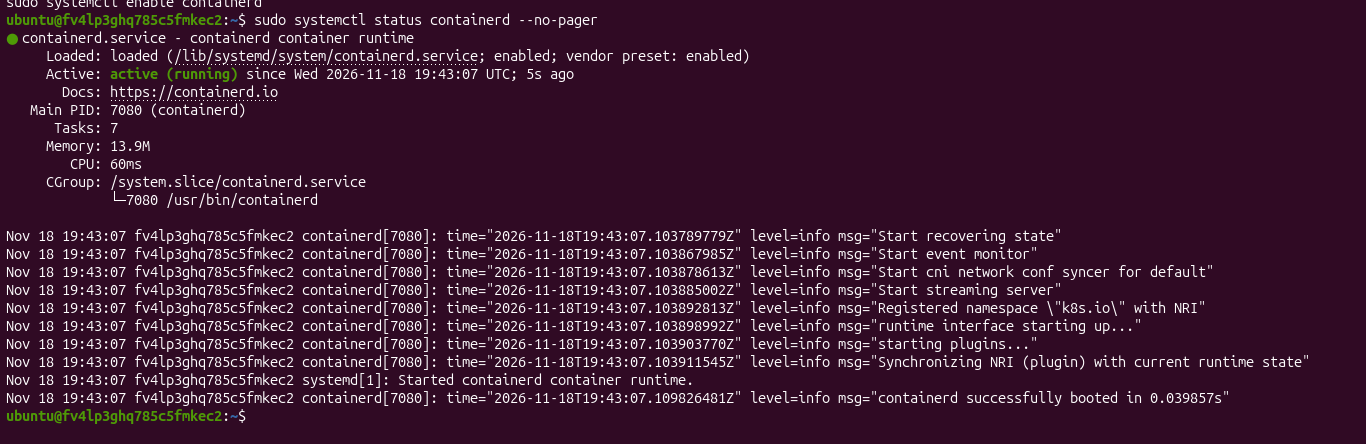 sudo systemctl enable containerd
ubuntu@fv4lp3ghq785c5fmkec2:~$ sudo systemctl status containerd --no-pager
● containerd.service - containerd container runtime
     Loaded: loaded (/lib/systemd/system/containerd.service; enabled; vendor preset: enabled)
     Active: active (running) since Wed 2026-11-18 19:43:07 UTC; 5s ago
       Docs: https://containerd.io
   Main PID: 7080 (containerd)
      Tasks: 7
     Memory: 13.9M
        CPU: 60ms
     CGroup: /system.slice/containerd.service
             └─7080 /usr/bin/containerd
Nov 18 19:43:07 fv4lp3ghq785c5fmkec2 containerd[7080]: time="2026-11-18T19:43:07.103789779Z" level=info msg="Start recovering state"
Nov 18 19:43:07 fv4lp3ghq785c5fmkec2 containerd[7080]: time="2026-11-18T19:43:07.103867985Z" level=info msg="Start event monitor"
Nov 18 19:43:07 fv4lp3ghq785c5fmkec2 containerd[7080]: time="2026-11-18T19:43:07.103878613Z" level=info msg="Start cni network conf syncer for default"
Nov 18 19:43:07 fv4lp3ghq785c5fmkec2 containerd[7080]: time="2026-11-18T19:43:07.103885002Z" level=info msg="Start streaming server"
Nov 18 19:43:07 fv4lp3ghq785c5fmkec2 containerd[7080]: time="2026-11-18T19:43:07.103892813Z" level=info msg="Registered namespace \"k8s.io\" with NRI"
Nov 18 19:43:07 fv4lp3ghq785c5fmkec2 containerd[7080]: time="2026-11-18T19:43:07.103898992Z" level=info msg="runtime interface starting up..."
Nov 18 19:43:07 fv4lp3ghq785c5fmkec2 containerd[7080]: time="2026-11-18T19:43:07.103903770Z" level=info msg="starting plugins..."
Nov 18 19:43:07 fv4lp3ghq785c5fmkec2 containerd[7080]: time="2026-11-18T19:43:07.103911545Z" level=info msg="Synchronizing NRI (plugin) with current runtime state"
Nov 18 19:43:07 fv4lp3ghq785c5fmkec2 systemd[1]: Started containerd container runtime.
Nov 18 19:43:07 fv4lp3ghq785c5fmkec2 containerd[7080]: time="2026-11-18T19:43:07.109826481Z" level=info msg="containerd successfully booted in 0.039857s"
ubuntu@fv4lp3ghq785c5fmkec2:~$